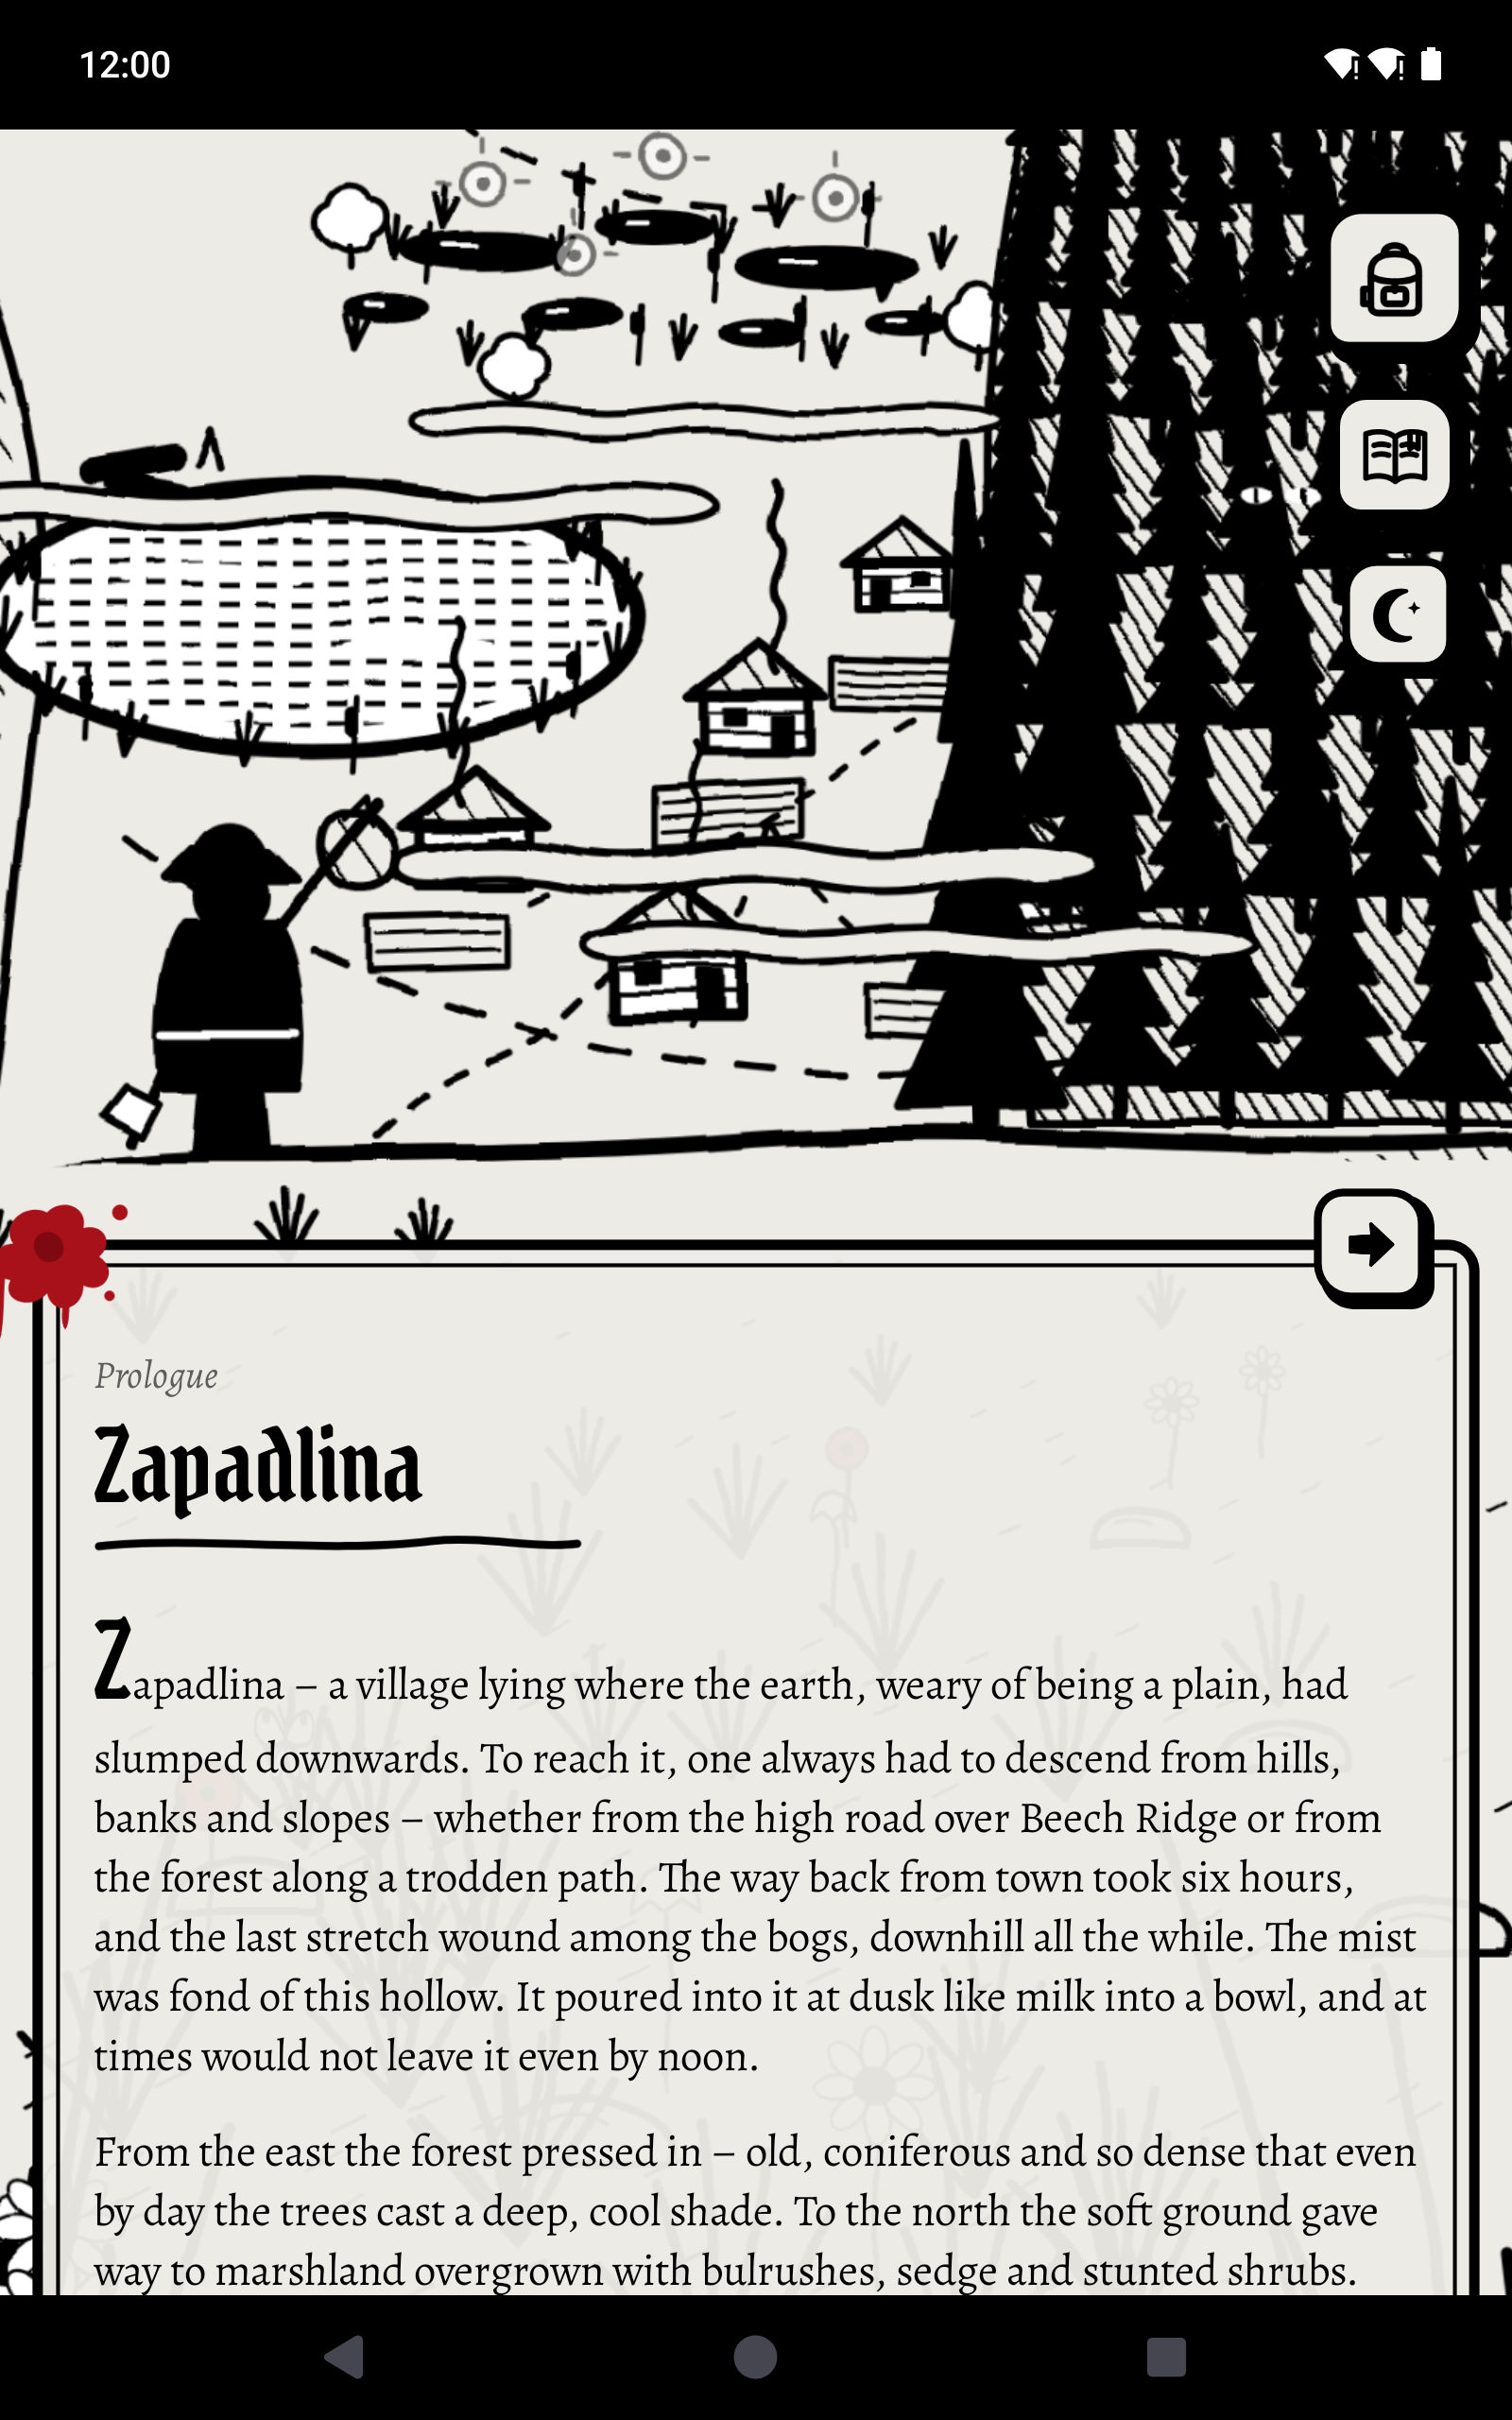 12:00
Prologue
Zapadlina
Zapadlina – a village lying where the earth, weary of being a plain, had
slumped downwards. To reach it, one always had to descend from hills,
banks and slopes – whether from the high road over Beech Ridge or from
the forest along a trodden path. The way back from town took six hours,
and the last stretch wound among the bogs, downhill all the while. The mist
was fond of this hollow. It poured into it at dusk like milk into a bowl, and at
times would not leave it even by noon.
From the east the forest pressed in – old, coniferous and so dense that even
by day the trees cast a deep, cool shade. To the north the soft ground gave
way to marshland overgrown with bulrushes, sedge and stunted shrubs.